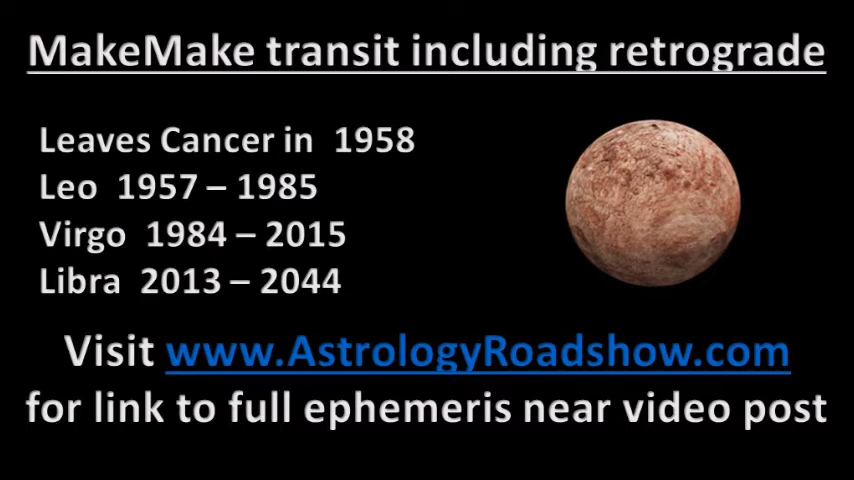 MakeMake transit including retrograde
Leaves Cancer in 1958
Leo 1957 – 1985
Virgo 1984 – 2015
Libra 2013 – 2044
Visit www.AstrologyRoadshow.com
for link to full ephemeris near video post